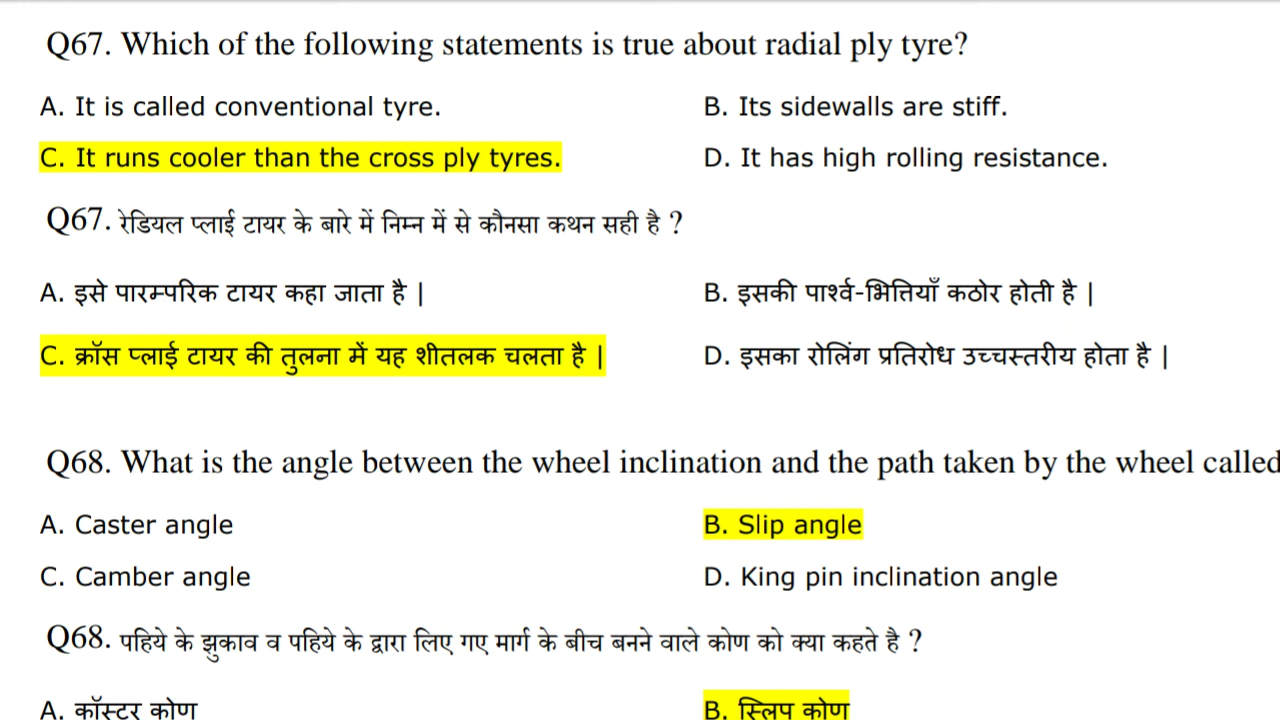 Q67. Which of the following statements is true about radial ply tyre?
A. It is called conventional tyre. B. Its sidewalls are stiff.
C. It runs cooler than the cross ply tyres. D. It has high rolling resistance.
Q67. रेडियल प्लाई टायर के बारे में निम्न में से कौनसा कथन सही है ?
A. इसे पारम्परिक टायर कहा जाता है | B. इसकी पार्श्व-भित्तियाँ कठोर होती है |
C. क्रॉस प्लाई टायर की तुलना में यह शीतलक चलता है | D. इसका रोलिंग प्रतिरोध उच्चस्तरीय होता है |
Q68. What is the angle between the wheel inclination and the path taken by the wheel called
A. Caster angle B. Slip angle
C. Camber angle D. King pin inclination angle
Q68. पहिये के झुकाव व पहिये के द्वारा लिए गए मार्ग के बीच बनने वाले कोण को क्या कहते है ?
A. कॉस्टर कोण B. स्लिप कोण